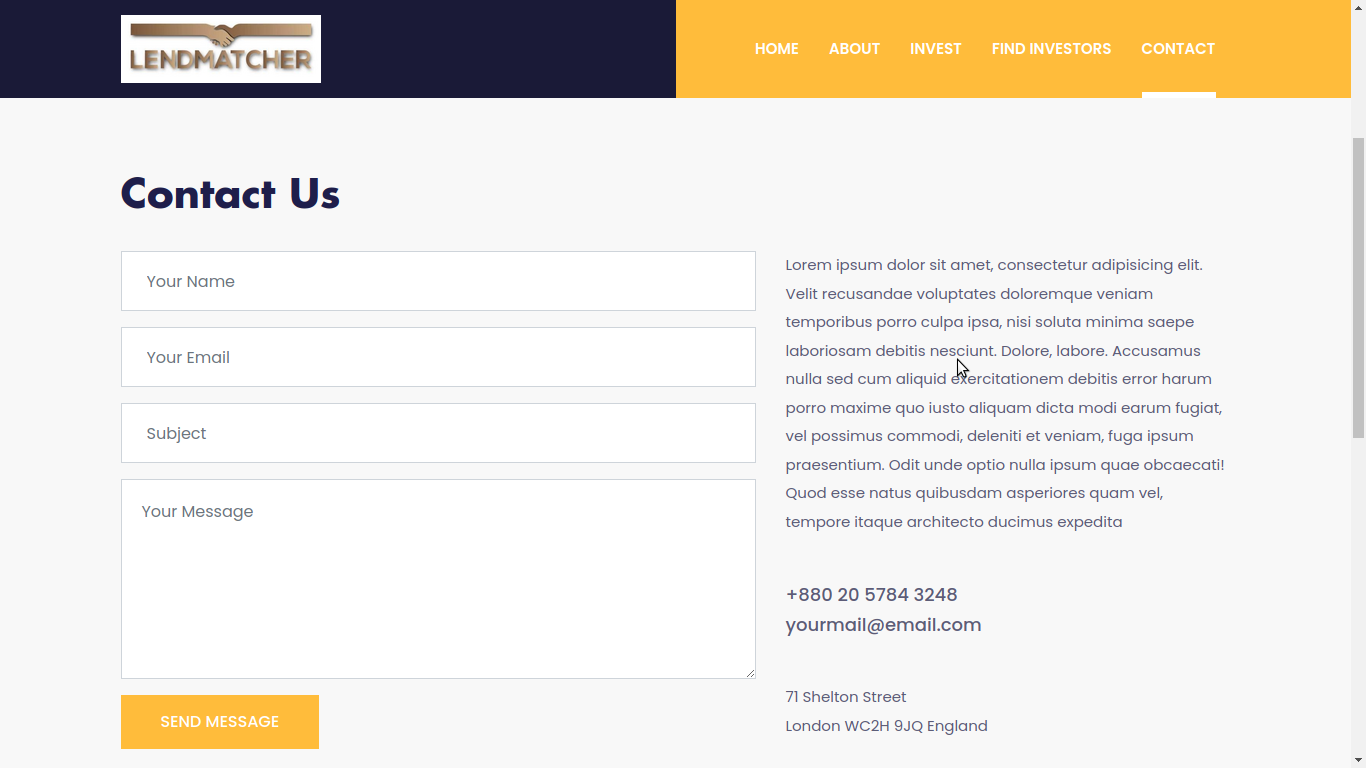 LENDMATCHER
HOME ABOUT INVEST FIND INVESTORS CONTACT
Contact Us
Your Name
Your Email
Subject
Your Message
SEND MESSAGE
Lorem ipsum dolor sit amet, consectetur adipisicing elit.
Velit recusandae voluptates doloremque veniam
temporibus porro culpa ipsa, nisi soluta minima saepe
laboriosam debitis nesciunt. Dolore, labore. Accusamus
nulla sed cum aliquid exercitationem debitis error harum
porro maxime quo iusto aliquam dicta modi earum fugiat,
vel possimus commodi, deleniti et veniam, fuga ipsum
praesentium. Odit unde optio nulla ipsum quae obcaecati!
Quod esse natus quibusdam asperiores quam vel,
tempore itaque architecto ducimus expedita
+880 20 5784 3248
yourmail@email.com
71 Shelton Street
London WC2H 9JQ England